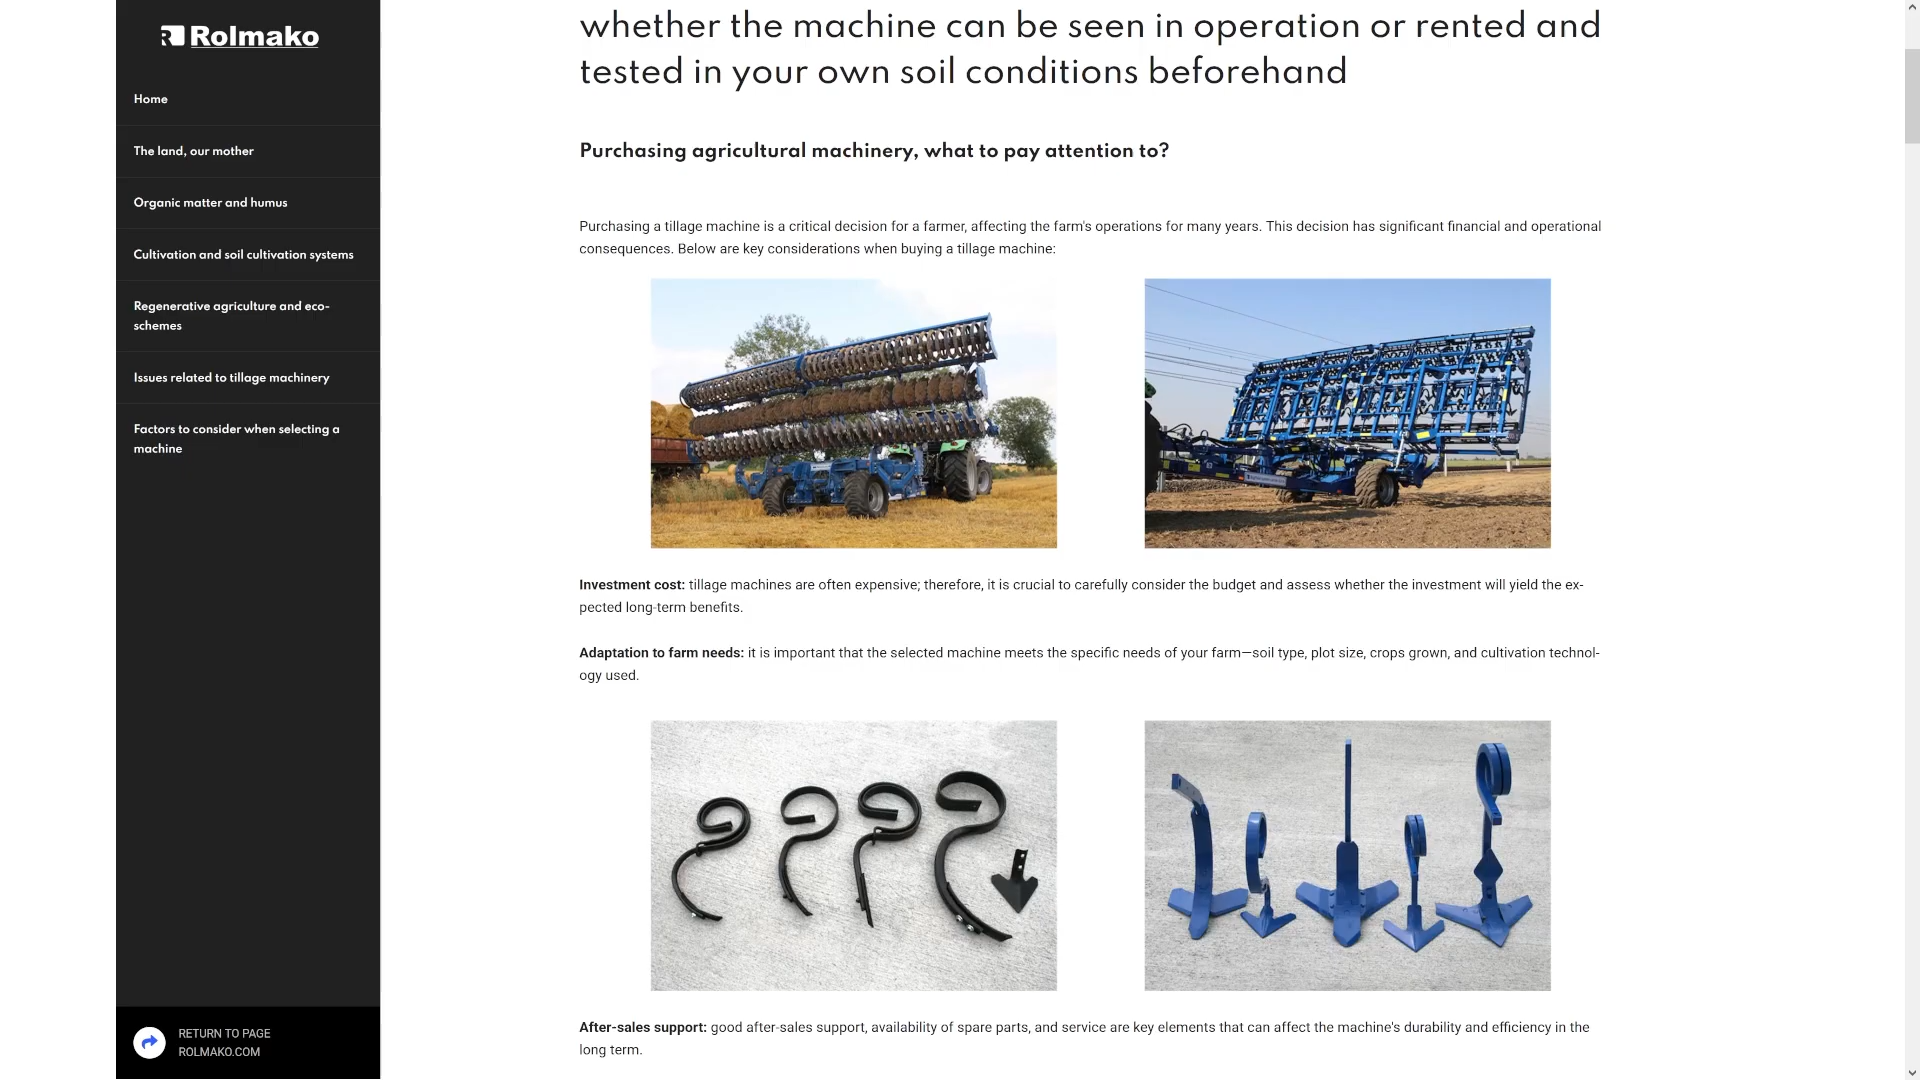 Rolmako
Home
The land, our mother
Organic matter and humus
Cultivation and soil cultivation systems
Regenerative agriculture and eco-
schemes
Issues related to tillage machinery
Factors to consider when selecting a
machine
RETURN TO PAGE
ROLMAKO.COM
whether the machine can be seen in operation or rented and
tested in your own soil conditions beforehand
Purchasing agricultural machinery, what to pay attention to?
Purchasing a tillage machine is a critical decision for a farmer, affecting the farm's operations for many years. This decision has significant financial and operational
consequences. Below are key considerations when buying a tillage machine:
Investment cost: tillage machines are often expensive; therefore, it is crucial to carefully consider the budget and assess whether the investment will yield the ex-
pected long-term benefits.
Adaptation to farm needs: it is important that the selected machine meets the specific needs of your farm—soil type, plot size, crops grown, and cultivation technol-
ogy used.
After-sales support: good after-sales support, availability of spare parts, and service are key elements that can affect the machine's durability and efficiency in the
long term.